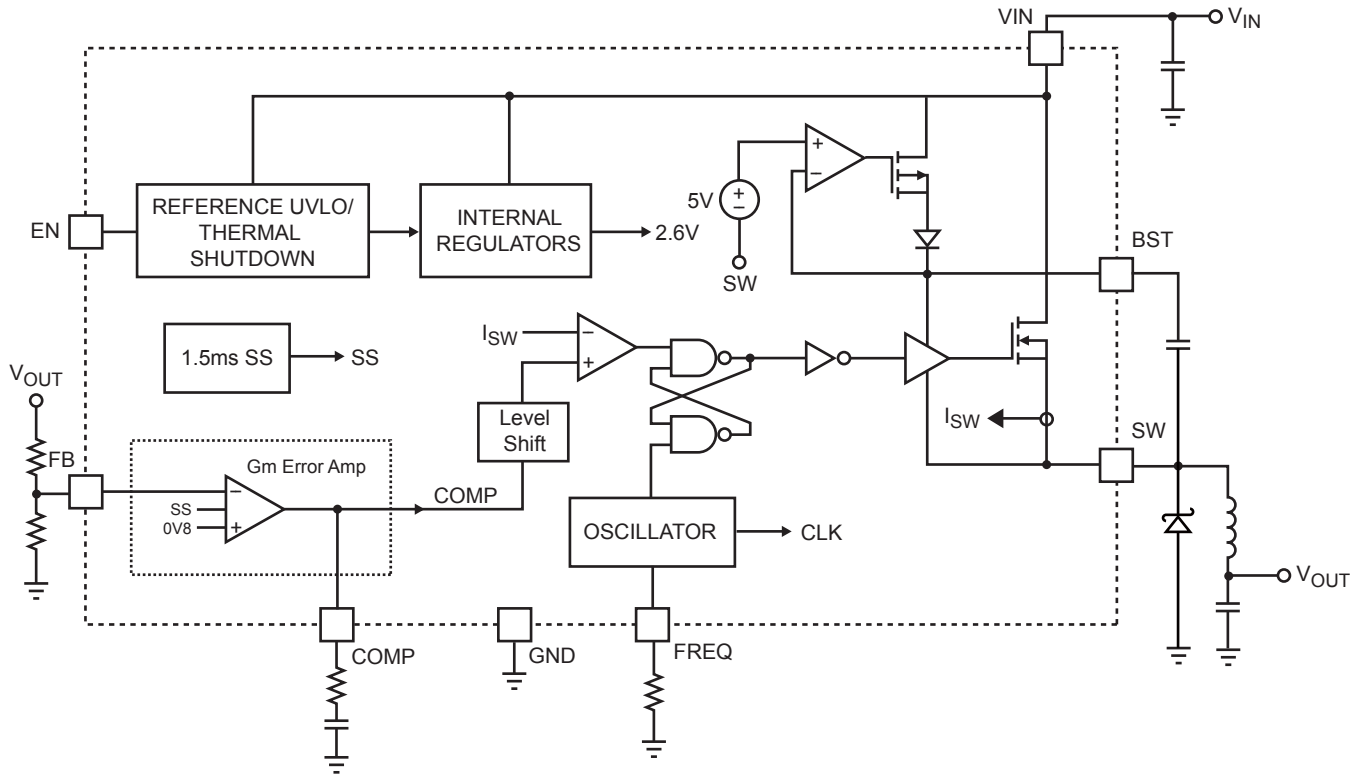 VIN
V_IN
REFERENCE UVLO/
THERMAL
SHUTDOWN
INTERNAL
REGULATORS
2.6V
EN
5V
+
−
+
−
SW
BST
1.5ms SS
SS
I_SW
−
+
Level
Shift
I_SW
SW
V_OUT
FB
Gm Error Amp
−
SS
0V8
+
COMP
OSCILLATOR
CLK
V_OUT
COMP
GND
FREQ